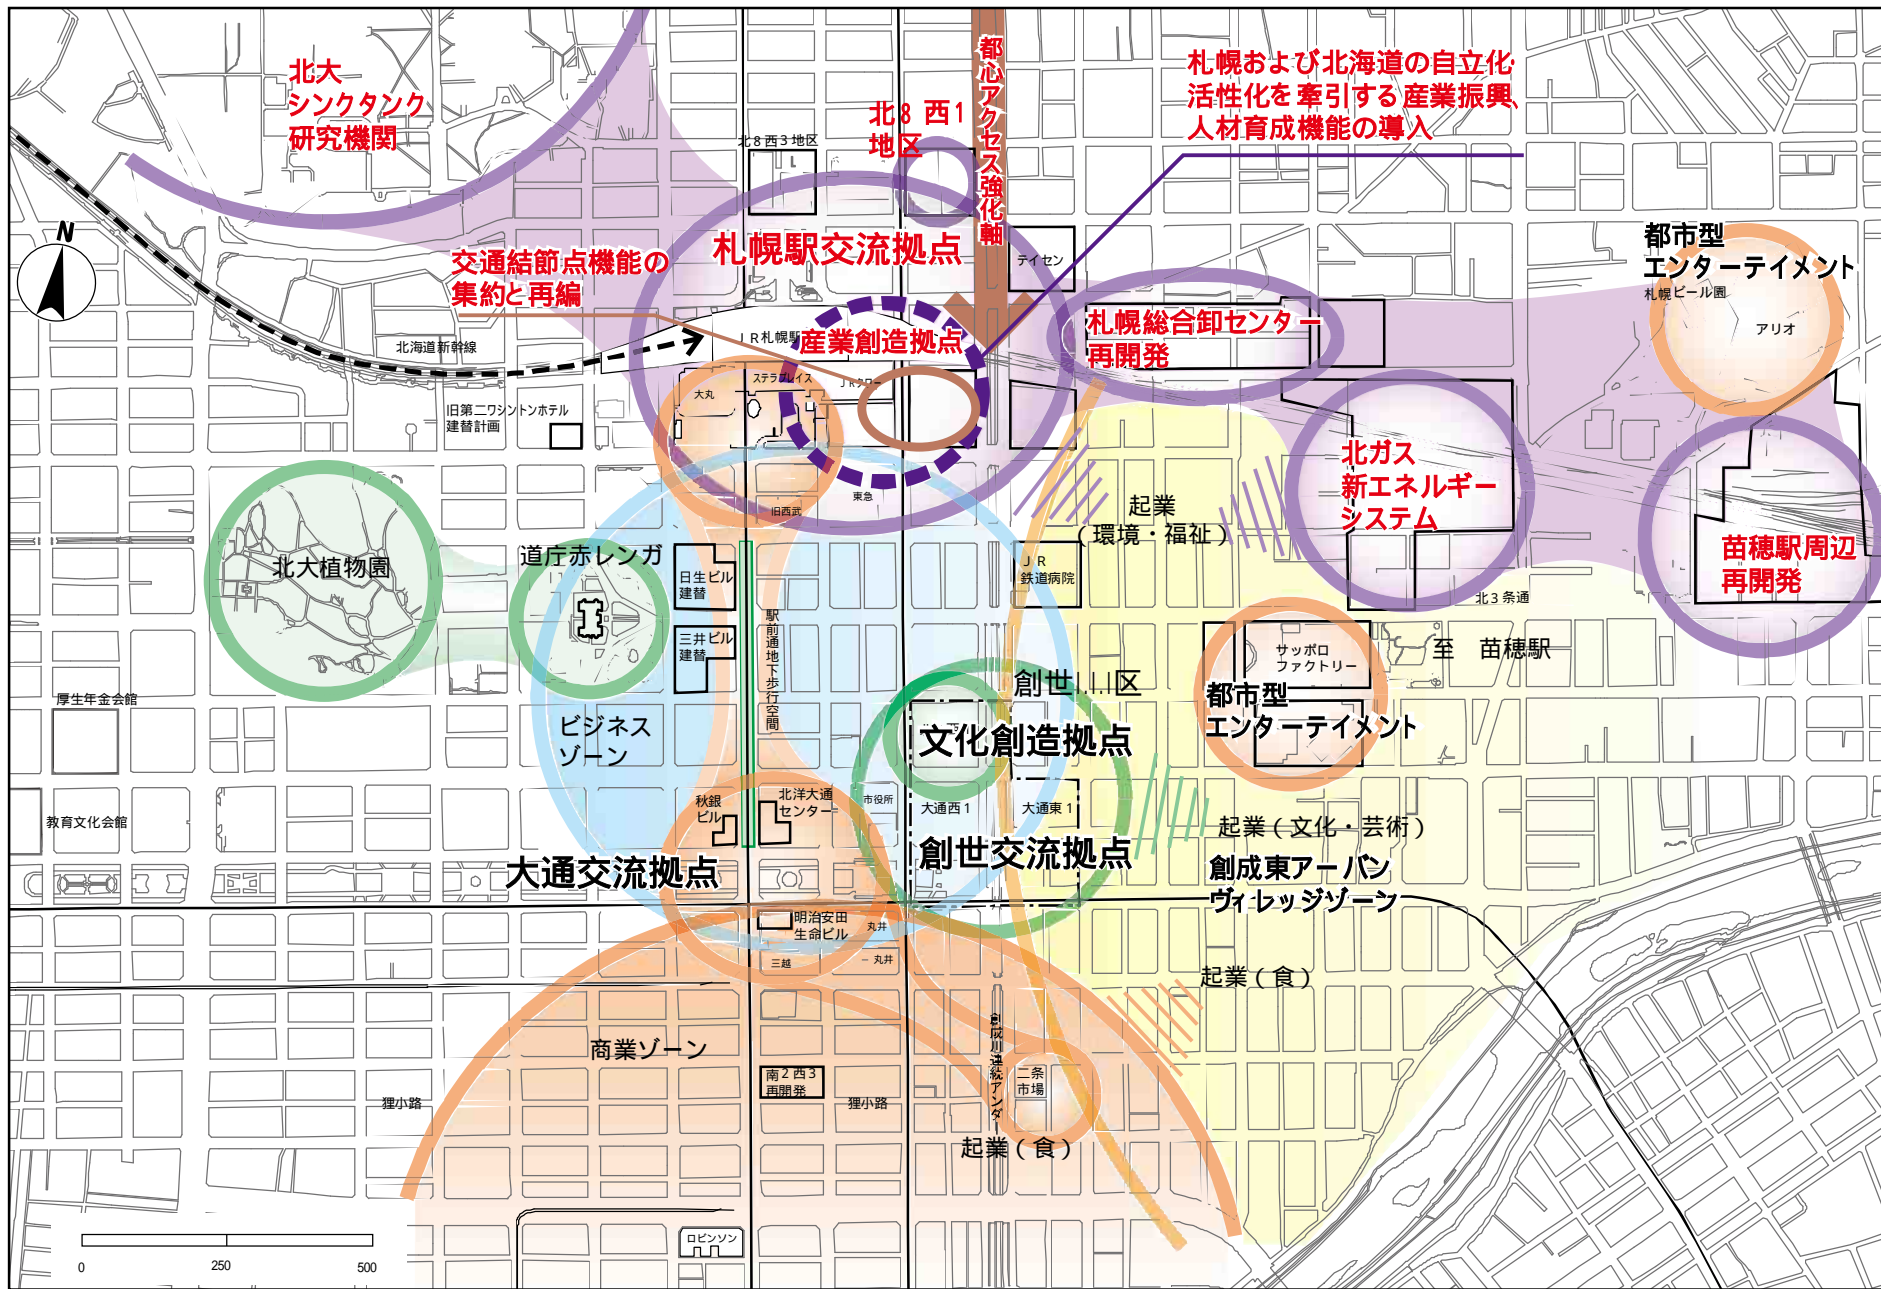 北大
シンクタンク
研究機関
都心アクセス強化軸
札幌および北海道の自立化・
活性化を牽引する産業振興、
人材育成機能の導入
北8西1
地区
北8西3地区
N
交通結節点機能の
集約と再編
札幌駅交流拠点
テイセン
都市型
エンターテイメント
札幌ビール園
アリオ
北海道新幹線
JR札幌駅
産業創造拠点
札幌総合卸センター
再開発
大丸
ステラプレイス
JRタワー
旧第二ワシントンホテル
建替計画
東急
旧西武
起業
(環境・福祉)
北ガス
新エネルギー
システム
苗穂駅周辺
再開発
北大植物園
道庁赤レンガ
日生ビル
建替
三井ビル
建替
駅前通地下歩行空間
JR
鉄道病院
北3条通
サッポロ
ファクトリー
至 苗穂駅
都市型
エンターテイメント
厚生年金会館
ビジネス
ゾーン
創世1.1.1区
文化創造拠点
秋銀
ビル
北洋大通
センター
市役所
大通西1
大通東1
教育文化会館
起業(文化・芸術)
大通交流拠点
創世交流拠点
創成東アーバン
ヴィレッジゾーン
明治安田
生命ビル
丸井
三越
丸井
起業(食)
商業ゾーン
創成川連続アンダー
南2西3
再開発
二条
市場
狸小路
狸小路
起業(食)
ロビンソン
0
250
500